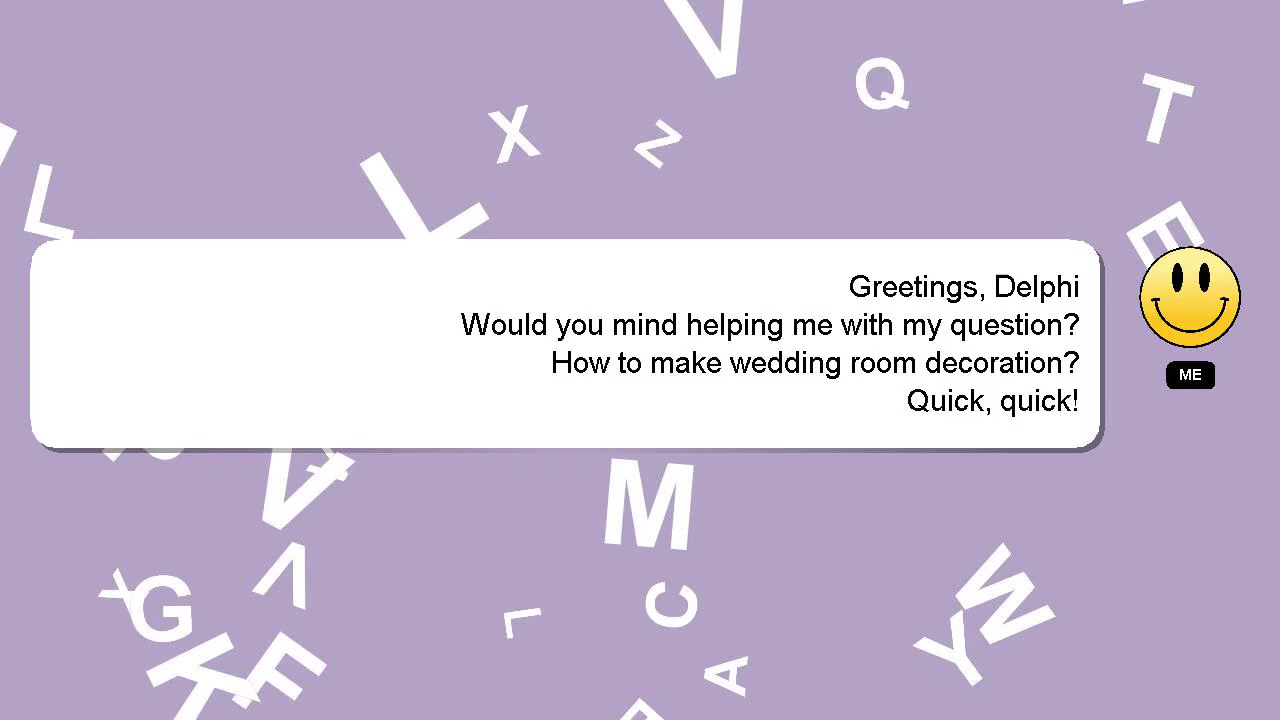 Greetings, Delphi
Would you mind helping me with my question?
How to make wedding room decoration?
Quick, quick!
ME